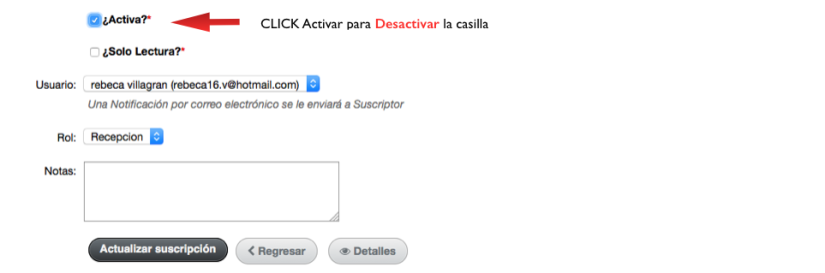 ¿Activa?*
CLICK Activar para Desactivar la casilla
¿Solo Lectura?*
Usuario: rebeca villagran (rebeca16.v@hotmail.com)
Una Notificación por correo electrónico se le enviará a Suscriptor
Rol: Recepcion
Notas:
Actualizar suscripción Regresar Detalles